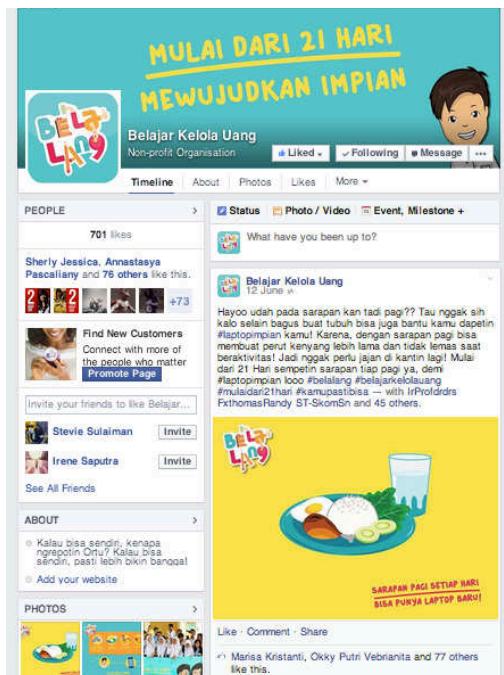 MULAI DARI 21 HARI
MEWUJUDKAN IMPIAN
BELA
LANG
Belajar Kelola Uang
Non-profit Organisation
Liked
Following
Message
Timeline
About
Photos
Likes
More
PEOPLE
701 likes
Sherly Jessica, Annastasya
Pascaliany and 76 others like this.
+73
Find New Customers
Connect with more of
the people who matter
Promote Page
Invite your friends to like Belajar...
Stevie Sulaiman Invite
Irene Saputra Invite
See All Friends
ABOUT
Kalau bisa sendiri, kenapa
ngrepotin Ortu? Kalau bisa
sendiri, pasti lebih bikin bangga!
Add your website
PHOTOS
Status Photo / Video Event, Milestone +
What have you been up to?
Belajar Kelola Uang
12 June
Hayoo udah pada sarapan kan tadi pagi?? Tau nggak sih
kalo selain bagus buat tubuh bisa juga bantu kamu dapetin
#laptopimpian kamu! Karena, dengan sarapan pagi bisa
membuat perut kenyang lebih lama dan tidak lemas saat
beraktivitas! Jadi nggak perlu jajan di kantin lagi! Mulai
dari 21 Hari sempetin sarapan tiap pagi ya, demi
#laptopimpian looo #belalang #belajarkelolauang
#mulaidari21hari #kamupastibisa — with IrProfdrdrs
FxthomasRandy ST-SkomSn and 45 others.
BELA
LANG
SARAPAN PAGI SETIAP HARI
BISA PUNYA LAPTOP BARU!
Like · Comment · Share
Marisa Kristanti, Okky Putri Vebrianita and 77 others
like this.